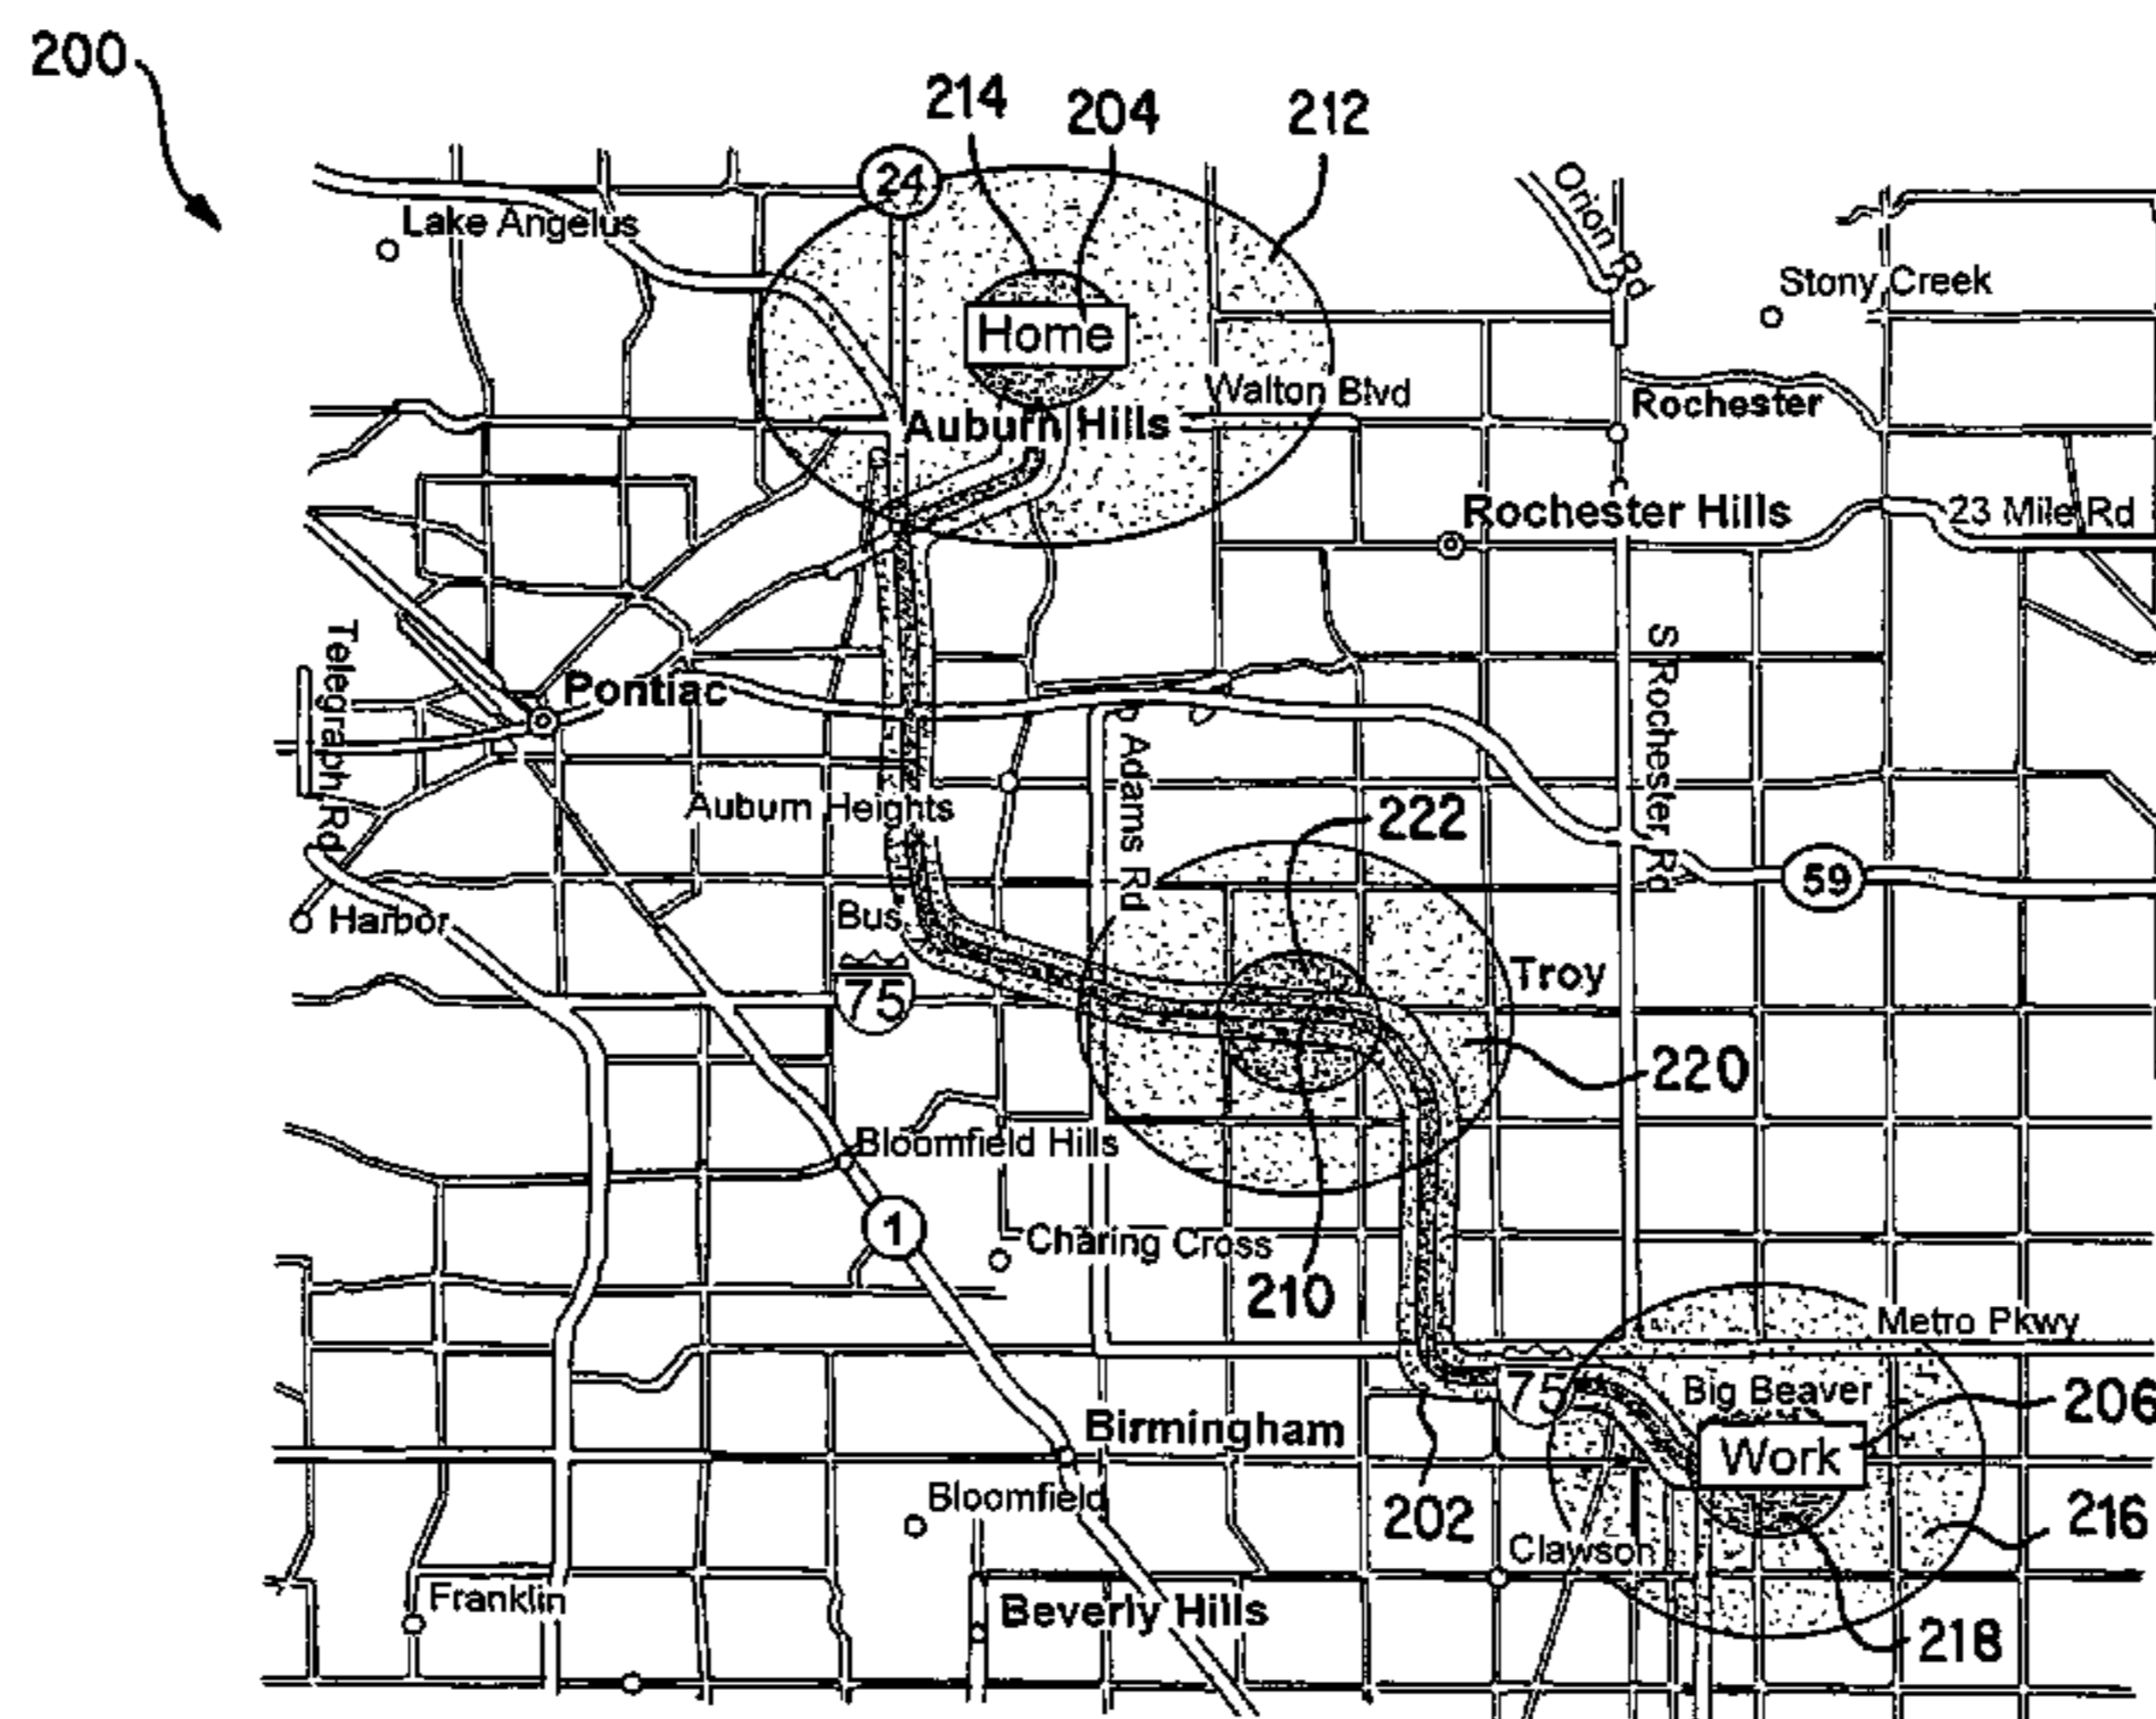 200
214
204
212
24
Lake Angelus
Orion Rd
Stony Creek
Home
Walton Blvd
Rochester
Auburn Hills
Rochester Hills
23 Mile Rd
Telegraph Rd
Pontiac
S Rochester Rd
Adams Rd
Auburn Heights
222
59
Harbor
Bus
Troy
75
220
Bloomfield Hills
1
Charing Cross
210
Metro Pkwy
75
Big Beaver
206
Birmingham
Work
Bloomfield
202
216
Clawson
Franklin
Beverly Hills
218